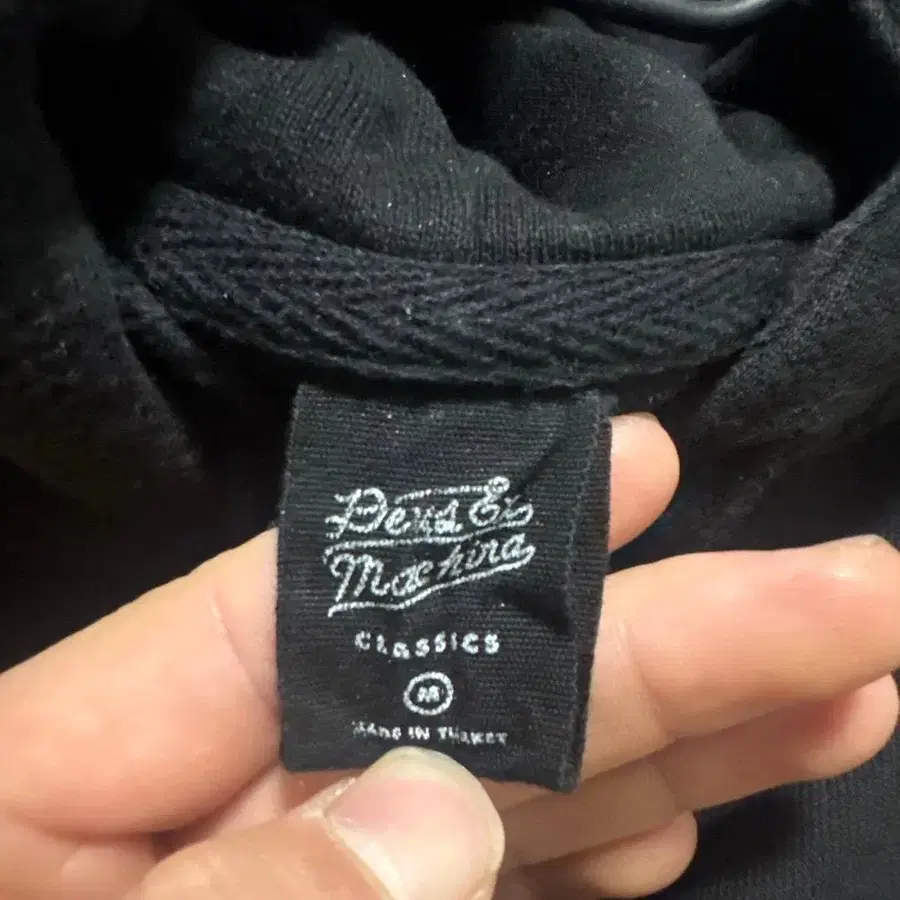 Deus Ex
Machina
CLASSICS
M
MADE IN TURKEY